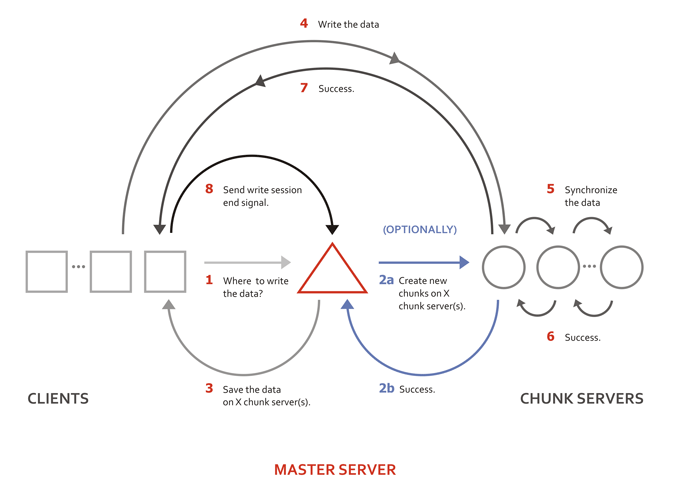 4 Write the data
7 Success.
8 Send write session
end signal.
5 Synchronize
the data
(OPTIONALLY)
1 Where to write
the data?
2a Create new
chunks on X
chunk server(s).
6 Success.
3 Save the data
on X chunk server(s).
2b Success.
CLIENTS
CHUNK SERVERS
MASTER SERVER